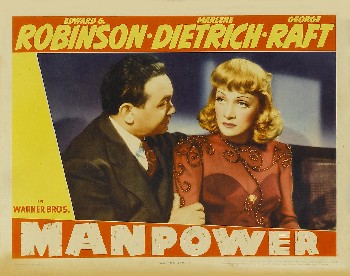 EDWARD G. MARLENE GEORGE
ROBINSON · DIETRICH · RAFT
IN
WARNER BROS.
MANPOWER